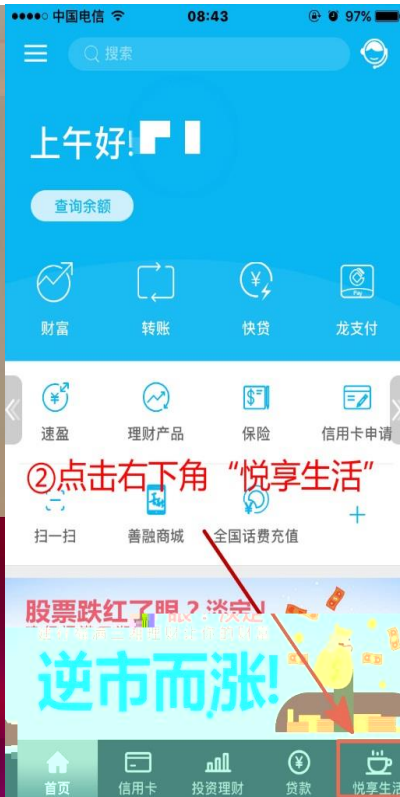 中国电信 08:43 97%
搜索
上午好!
查询余额
财富 转账 快贷 龙支付
Pay
速盈 理财产品 保险 信用卡申请
②点击右下角“悦享生活”
扫一扫 善融商城 全国话费充值
股票跌红了眼?淡定!
逆市而涨!
首页 信用卡 投资理财 贷款 悦享生活